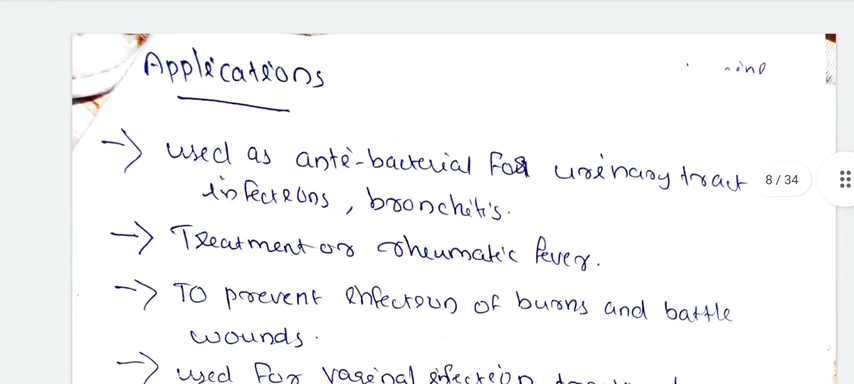 Applications
-> used as anti-bacterial for urinary tract
8 / 34
infections, bronchitis.
-> Treatment or rheumatic fever.
-> To prevent infection of burns and battle
wounds.
-> used for vaginal infection